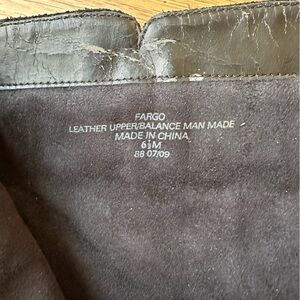 FARGO
LEATHER UPPER/BALANCE MAN MADE
MADE IN CHINA
6½M
88 07/09